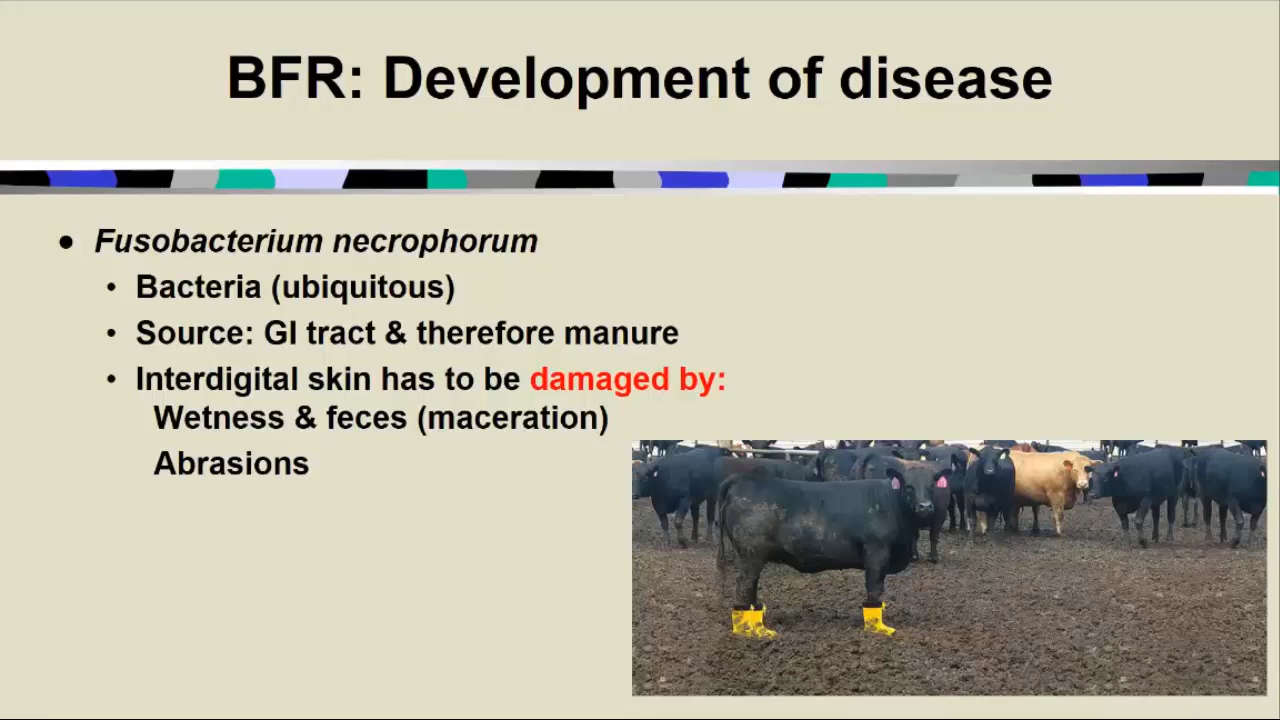 BFR: Development of disease
• Fusobacterium necrophorum
• Bacteria (ubiquitous)
• Source: GI tract & therefore manure
• Interdigital skin has to be damaged by:
Wetness & feces (maceration)
Abrasions